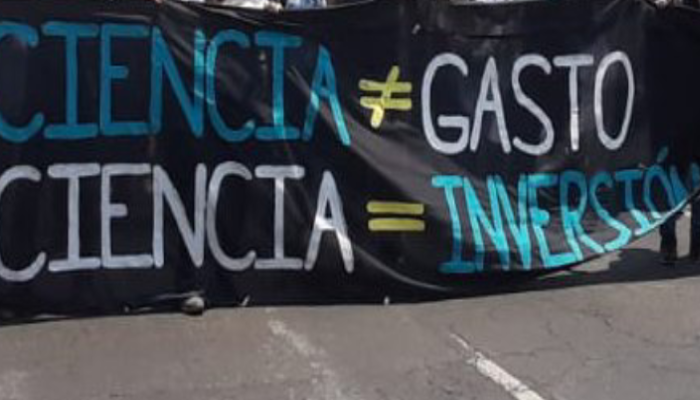 CIENCIA ≠ GASTO
CIENCIA = INVERSIÓN